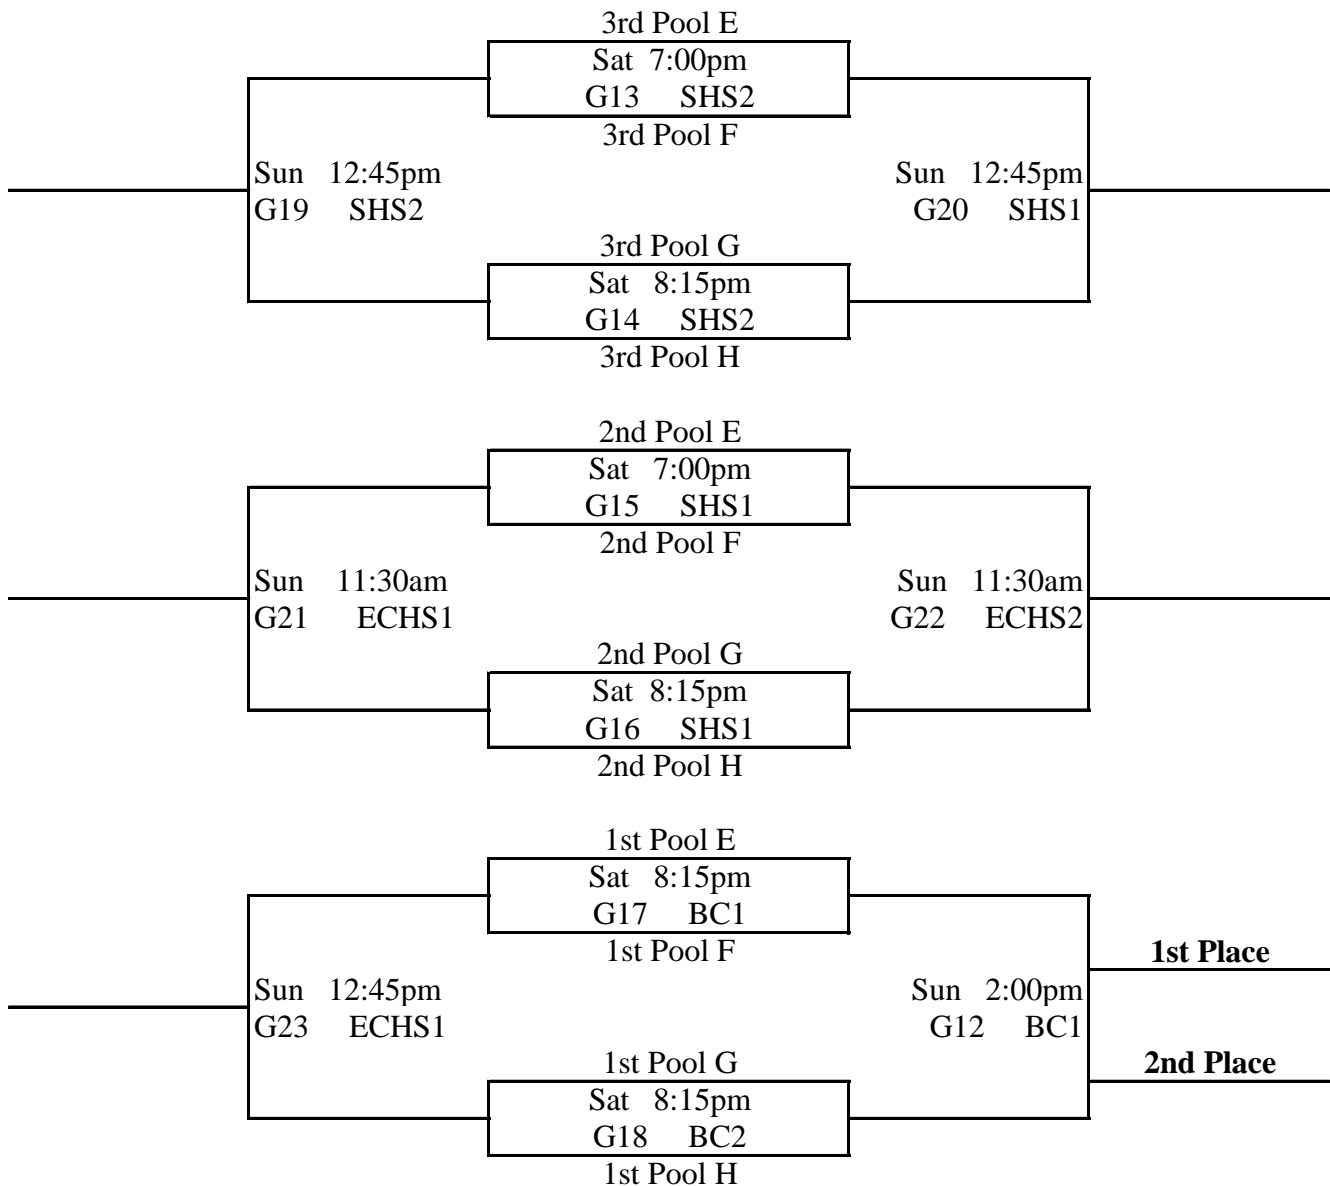 3rd Pool E
Sat 7:00pm
G13 SHS2
3rd Pool F
Sun 12:45pm
G19 SHS2
Sun 12:45pm
G20 SHS1
3rd Pool G
Sat 8:15pm
G14 SHS2
3rd Pool H
2nd Pool E
Sat 7:00pm
G15 SHS1
2nd Pool F
Sun 11:30am
G21 ECHS1
Sun 11:30am
G22 ECHS2
2nd Pool G
Sat 8:15pm
G16 SHS1
2nd Pool H
1st Pool E
Sat 8:15pm
G17 BC1
1st Pool F
1st Place
Sun 12:45pm
G23 ECHS1
Sun 2:00pm
G12 BC1
1st Pool G
2nd Place
Sat 8:15pm
G18 BC2
1st Pool H